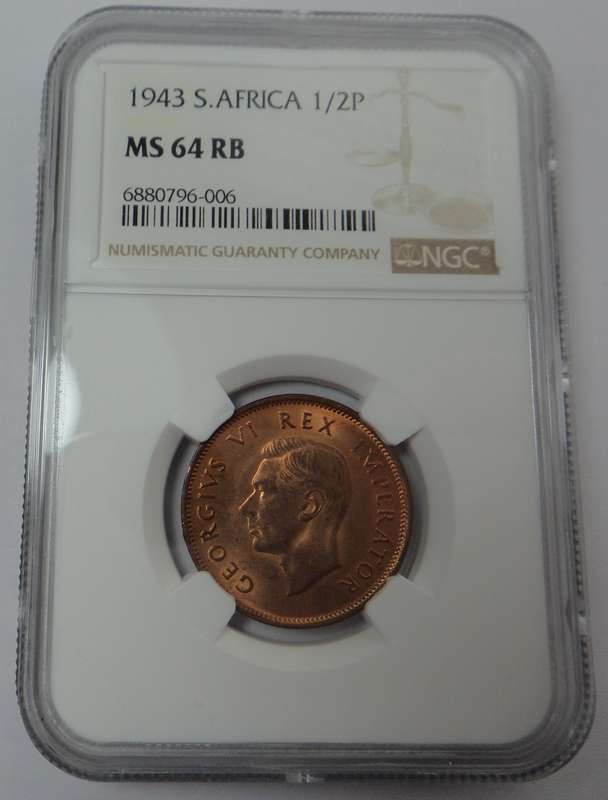 1943 S.AFRICA 1/2P
MS 64 RB
6880796-006
NUMISMATIC GUARANTY COMPANY
NGC®
GEORGIVS VI REX IMPERATOR